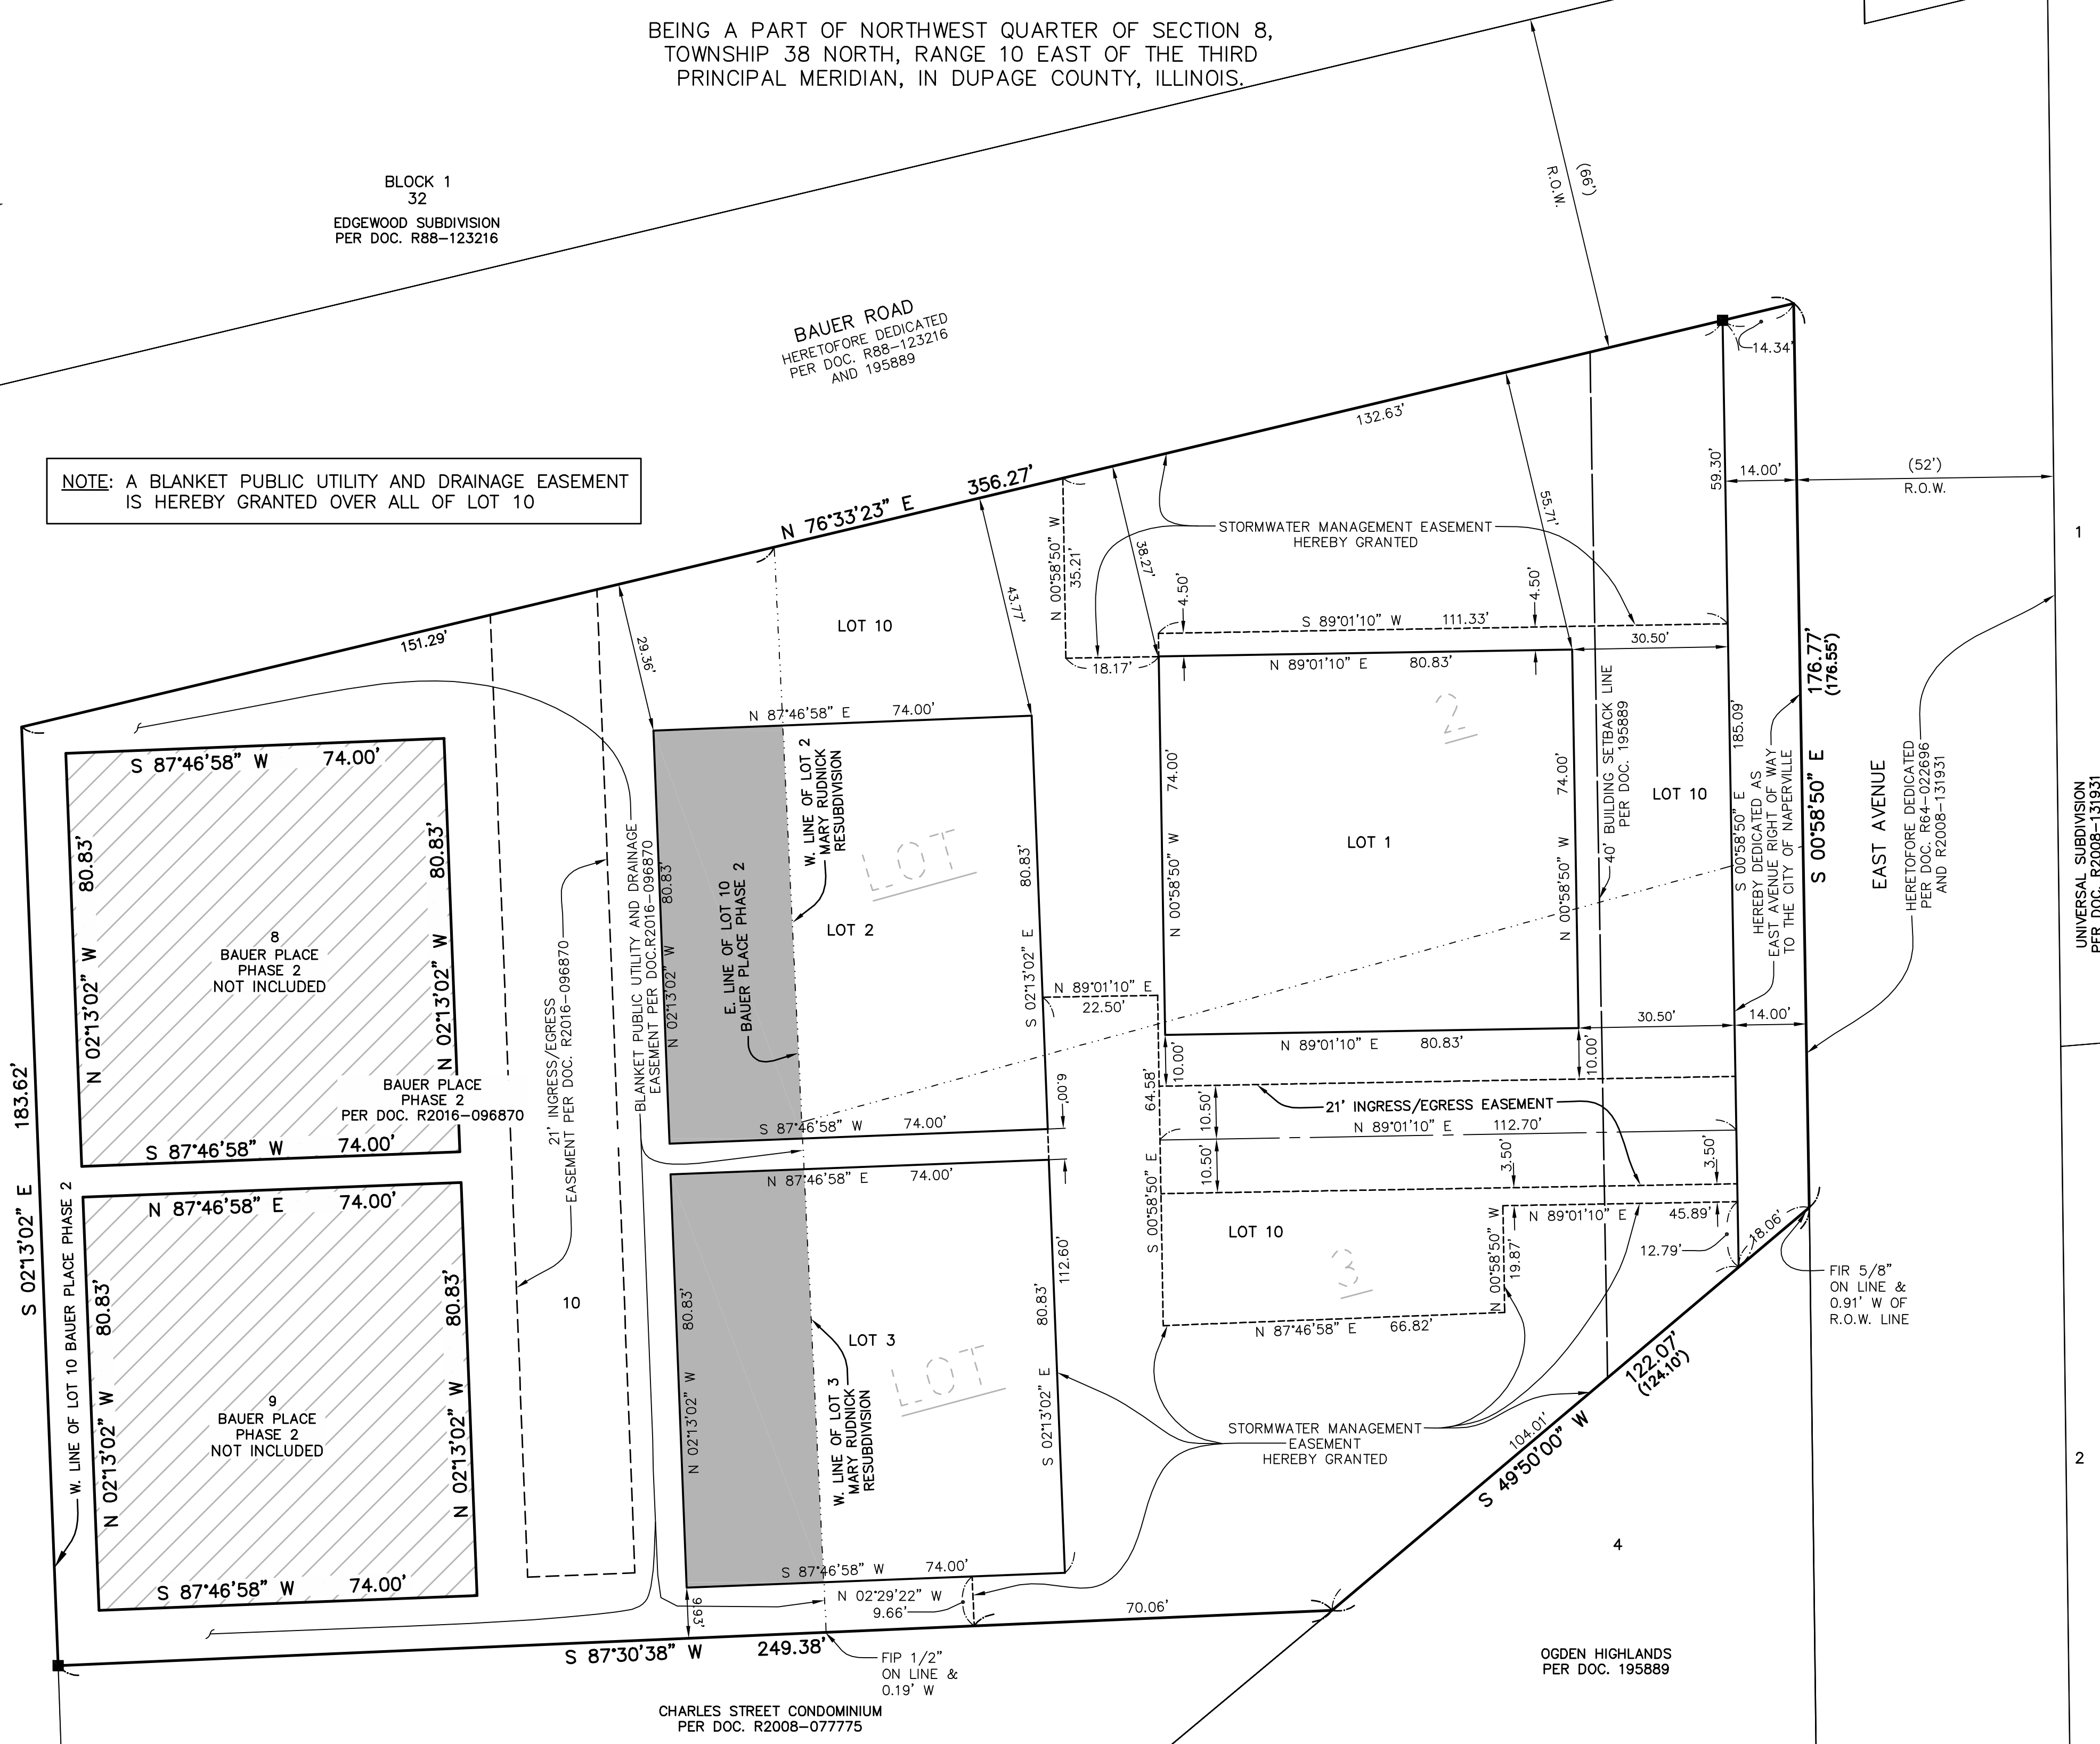 BEING A PART OF NORTHWEST QUARTER OF SECTION 8,
TOWNSHIP 38 NORTH, RANGE 10 EAST OF THE THIRD
PRINCIPAL MERIDIAN, IN DUPAGE COUNTY, ILLINOIS.
BLOCK 1
32
EDGEWOOD SUBDIVISION
PER DOC. R88-123216
(66')
R.O.W.
BAUER ROAD
HERETOFORE DEDICATED
PER DOC. R88-123216
AND 195889
NOTE: A BLANKET PUBLIC UTILITY AND DRAINAGE EASEMENT
IS HEREBY GRANTED OVER ALL OF LOT 10
N 76°33'23" E 356.27'
151.29'
132.63'
14.34'
59.30'
14.00'
(52')
R.O.W.
1
29.36'
43.77'
38.27'
55.71'
N 00°58'50" W
35.21'
STORMWATER MANAGEMENT EASEMENT
HEREBY GRANTED
4.50'
4.50'
S 89°01'10" W 111.33'
30.50'
18.17'
N 89°01'10" E 80.83'
LOT 10
N 87°46'58" E 74.00'
S 87°46'58" W 74.00'
80.83'
N 02°13'02" W
80.83'
N 02°13'02" W
8
BAUER PLACE
PHASE 2
NOT INCLUDED
S 87°46'58" W 74.00'
BAUER PLACE
PHASE 2
PER DOC. R2016-096870
21' INGRESS/EGRESS
EASEMENT PER DOC. R2016-096870
BLANKET PUBLIC UTILITY AND DRAINAGE
EASEMENT PER DOC.R2016-096870
80.83'
N 02°13'02" W
E. LINE OF LOT 10
BAUER PLACE PHASE 2
W. LINE OF LOT 2
MARY RUDNICK
RESUBDIVISION
LOT
LOT 2
80.83'
S 02°13'02" E
S 87°46'58" W 74.00'
6.00'
N 89°01'10" E
22.50'
74.00'
N 00°58'50" W
2
LOT 1
74.00'
N 00°58'50" W
40' BUILDING SETBACK LINE
PER DOC. 195889
LOT 10
185.09'
S 00°58'50" E
HEREBY DEDICATED AS
EAST AVENUE RIGHT OF WAY
TO THE CITY OF NAPERVILLE
176.77'
(176.55')
S 00°58'50" E
EAST AVENUE
HERETOFORE DEDICATED
PER DOC. R64-022696
AND R2008-131931
UNIVERSAL SUBDIVISION
PER DOC. R2008-131931
30.50'
14.00'
N 89°01'10" E 80.83'
10.00'
10.00'
64.58'
S 00°58'50" E
21' INGRESS/EGRESS EASEMENT
10.50'
N 89°01'10" E 112.70'
10.50'
3.50'
3.50'
N 89°01'10" E 45.89'
LOT 10
3
N 00°58'50" W
19.87'
12.79'
18.06'
N 87°46'58" E 66.82'
FIR 5/8"
ON LINE &
0.91' W OF
R.O.W. LINE
183.62'
S 02°13'02" E
W. LINE OF LOT 10 BAUER PLACE PHASE 2
N 87°46'58" E 74.00'
80.83'
N 02°13'02" W
80.83'
N 02°13'02" W
9
BAUER PLACE
PHASE 2
NOT INCLUDED
S 87°46'58" W 74.00'
10
N 87°46'58" E 74.00'
80.83'
N 02°13'02" W
LOT 3
LOT
W. LINE OF LOT 3
MARY RUDNICK
RESUBDIVISION
112.60'
80.83'
S 02°13'02" E
S 87°46'58" W 74.00'
N 02°29'22" W
9.66'
9.93'
70.06'
STORMWATER MANAGEMENT
EASEMENT
HEREBY GRANTED
122.07'
(124.10')
104.01'
S 49°50'00" W
4
2
S 87°30'38" W 249.38'
FIP 1/2"
ON LINE &
0.19' W
CHARLES STREET CONDOMINIUM
PER DOC. R2008-077775
OGDEN HIGHLANDS
PER DOC. 195889